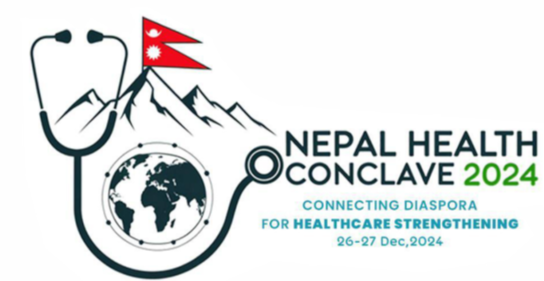 NEPAL HEALTH
CONCLAVE 2024
CONNECTING DIASPORA
FOR HEALTHCARE STRENGTHENING
26-27 Dec,2024